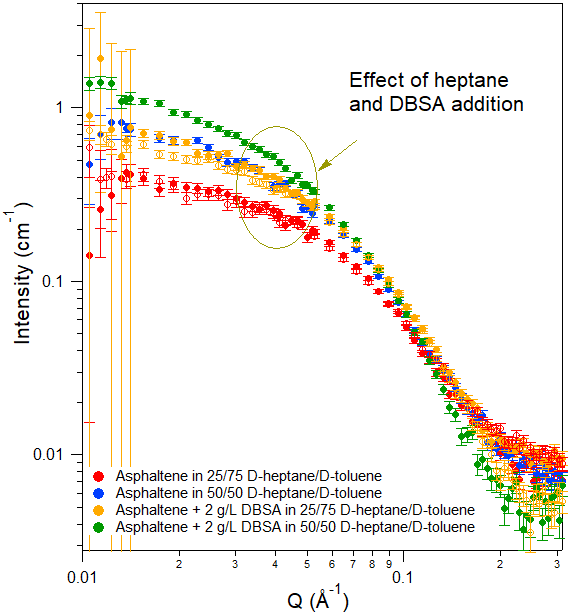 Effect of heptane
and DBSA addition
1
0.1
0.01
Intensity (cm-1)
Asphaltene in 25/75 D-heptane/D-toluene
Asphaltene in 50/50 D-heptane/D-toluene
Asphaltene + 2 g/L DBSA in 25/75 D-heptane/D-toluene
Asphaltene + 2 g/L DBSA in 50/50 D-heptane/D-toluene
0.01 2 3 4 5 6 7 8 9 0.1 2 3
Q (Å-1)